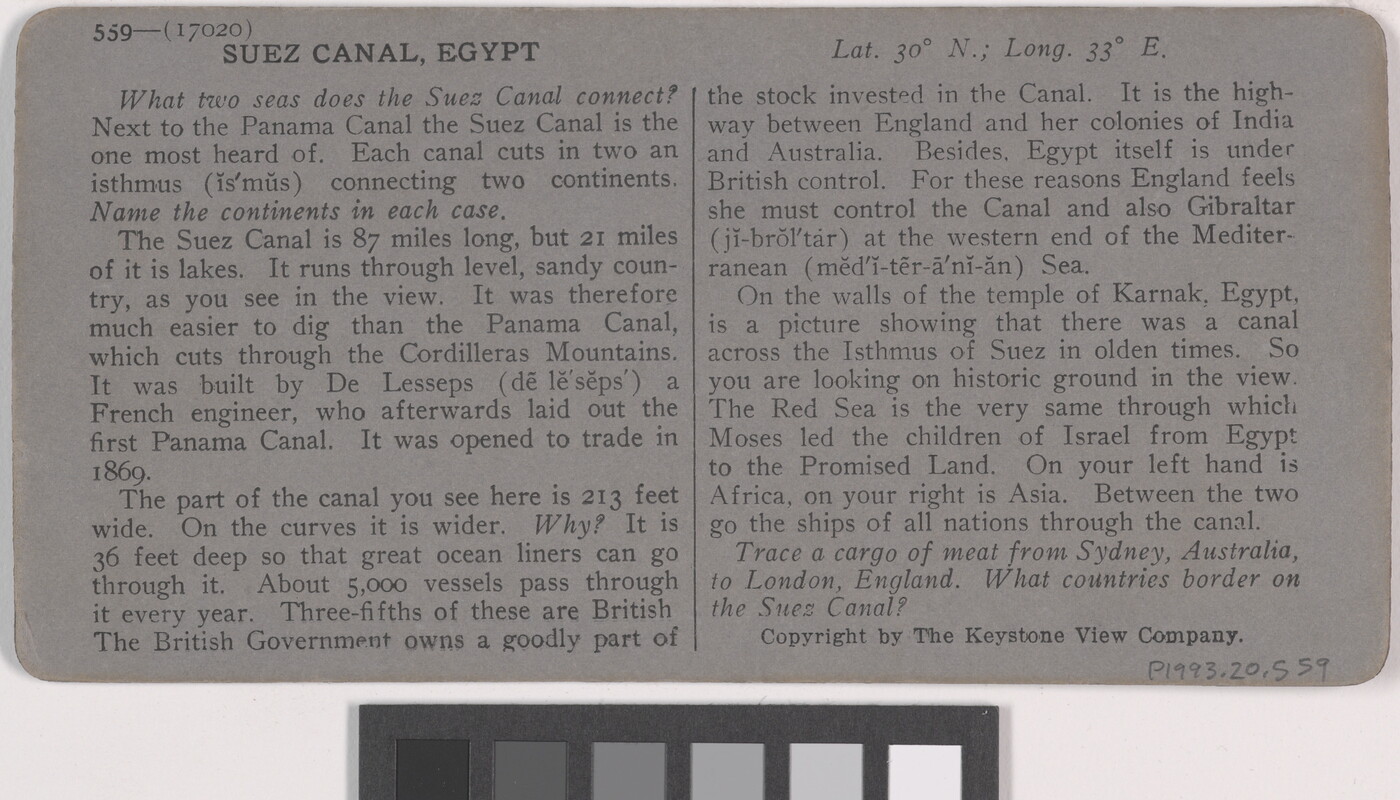 559—(17020)
SUEZ CANAL, EGYPT
What two seas does the Suez Canal connect?
Next to the Panama Canal the Suez Canal is the
one most heard of. Each canal cuts in two an
isthmus (ĭs′mŭs) connecting two continents.
Name the continents in each case.
The Suez Canal is 87 miles long, but 21 miles
of it is lakes. It runs through level, sandy coun-
try, as you see in the view. It was therefore
much easier to dig than the Panama Canal,
which cuts through the Cordilleras Mountains.
It was built by De Lesseps (dẽ lĕ′sĕps′) a
French engineer, who afterwards laid out the
first Panama Canal. It was opened to trade in
1869.
The part of the canal you see here is 213 feet
wide. On the curves it is wider. Why? It is
36 feet deep so that great ocean liners can go
through it. About 5,000 vessels pass through
it every year. Three-fifths of these are British
The British Government owns a goodly part of
Lat. 30° N.; Long. 33° E.
the stock invested in the Canal. It is the high-
way between England and her colonies of India
and Australia. Besides, Egypt itself is under
British control. For these reasons England feels
she must control the Canal and also Gibraltar
(jĭ-brŏl′tár) at the western end of the Mediter-
ranean (mĕd′ĭ-tẽr-ā′nĭ-ăn) Sea.
On the walls of the temple of Karnak, Egypt,
is a picture showing that there was a canal
across the Isthmus of Suez in olden times. So
you are looking on historic ground in the view.
The Red Sea is the very same through which
Moses led the children of Israel from Egypt
to the Promised Land. On your left hand is
Africa, on your right is Asia. Between the two
go the ships of all nations through the canal.
Trace a cargo of meat from Sydney, Australia,
to London, England. What countries border on
the Suez Canal?
Copyright by The Keystone View Company.
P1993.20.559